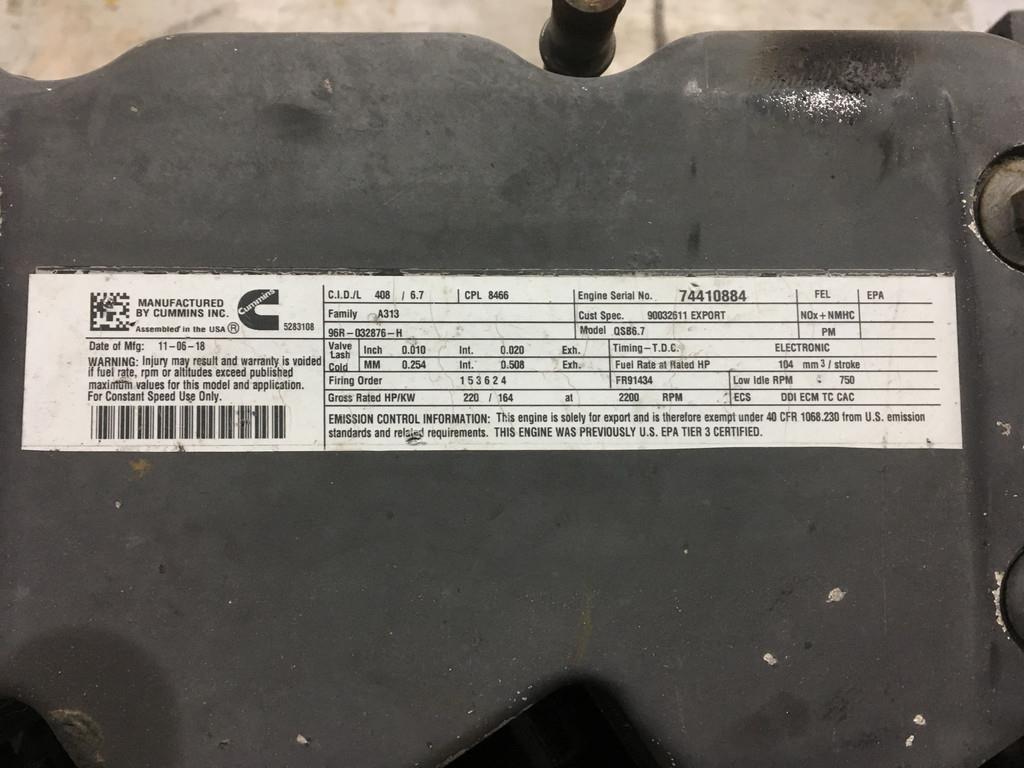 MANUFACTURED
BY CUMMINS INC.
Assembled in the USA ®
Cummins
5283108
Date of Mfg: 11-06-18
WARNING: Injury may result and warranty is voided
if fuel rate, rpm or altitudes exceed published
maximum values for this model and application.
For Constant Speed Use Only.
C.I.D./L 408 / 6.7 CPL 8466 Engine Serial No. 74410884 FEL EPA
Family A313 Cust Spec. 90032611 EXPORT NOx+NMHC
96R-032876-H Model QSB6.7 PM
Valve Lash Cold Inch 0.010 Int. 0.020 Exh. Timing-T.D.C. ELECTRONIC
MM 0.254 Int. 0.508 Exh. Fuel Rate at Rated HP 104 mm3 / stroke
Firing Order 1 5 3 6 2 4 FR91434 Low Idle RPM 750
Gross Rated HP/KW 220 / 164 at 2200 RPM ECS DDI ECM TC CAC
EMISSION CONTROL INFORMATION: This engine is solely for export and is therefore exempt under 40 CFR 1068.230 from U.S. emission
standards and related requirements. THIS ENGINE WAS PREVIOUSLY U.S. EPA TIER 3 CERTIFIED.